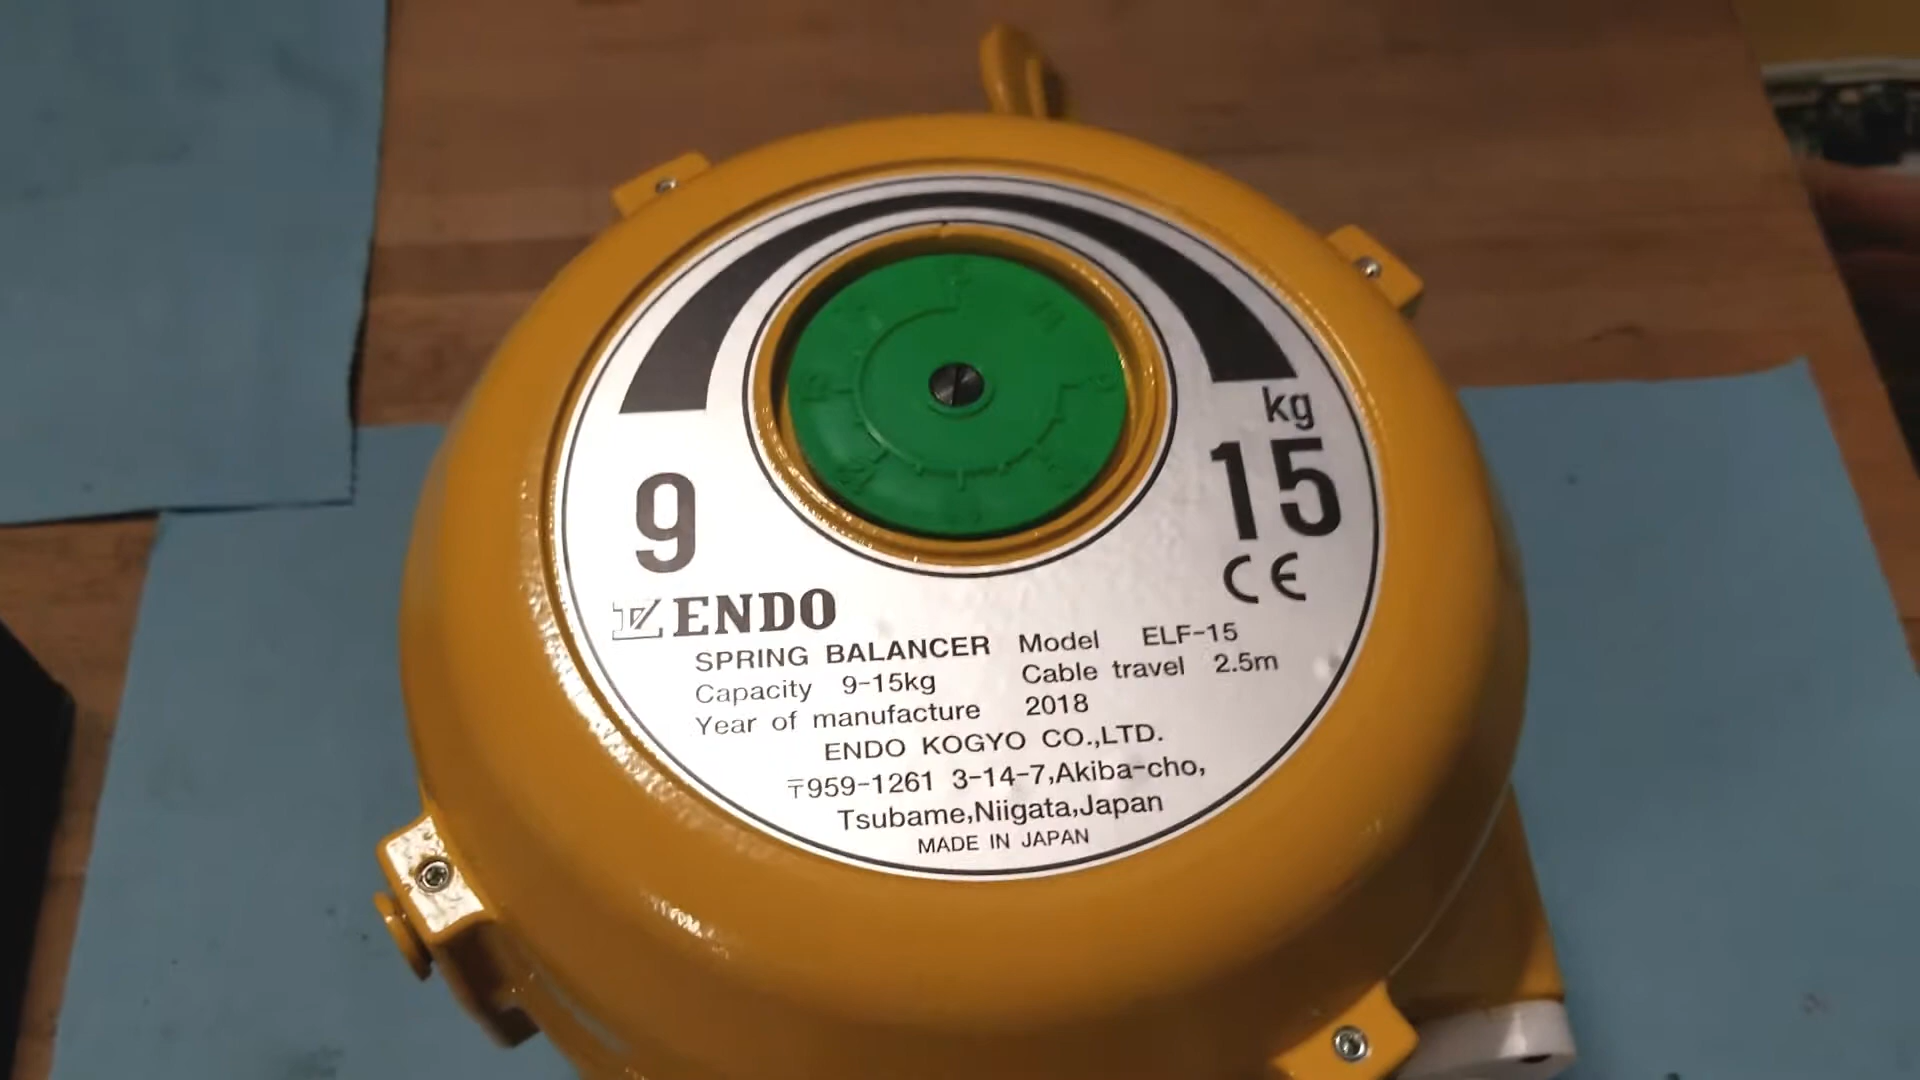 kg
9
15
CE
ENDO
SPRING BALANCER Model ELF-15
Capacity 9-15kg Cable travel 2.5m
Year of manufacture 2018
ENDO KOGYO CO.,LTD.
〒959-1261 3-14-7,Akiba-cho,
Tsubame,Niigata,Japan
MADE IN JAPAN